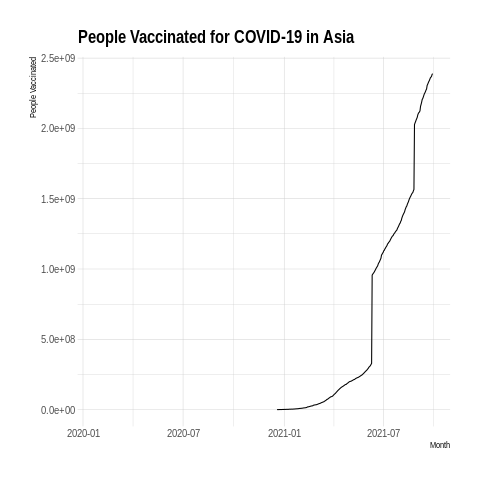 People Vaccinated for COVID-19 in Asia
People Vaccinated
2.5e+09
2.0e+09
1.5e+09
1.0e+09
5.0e+08
0.0e+00
2020-01 2020-07 2021-01 2021-07
Month